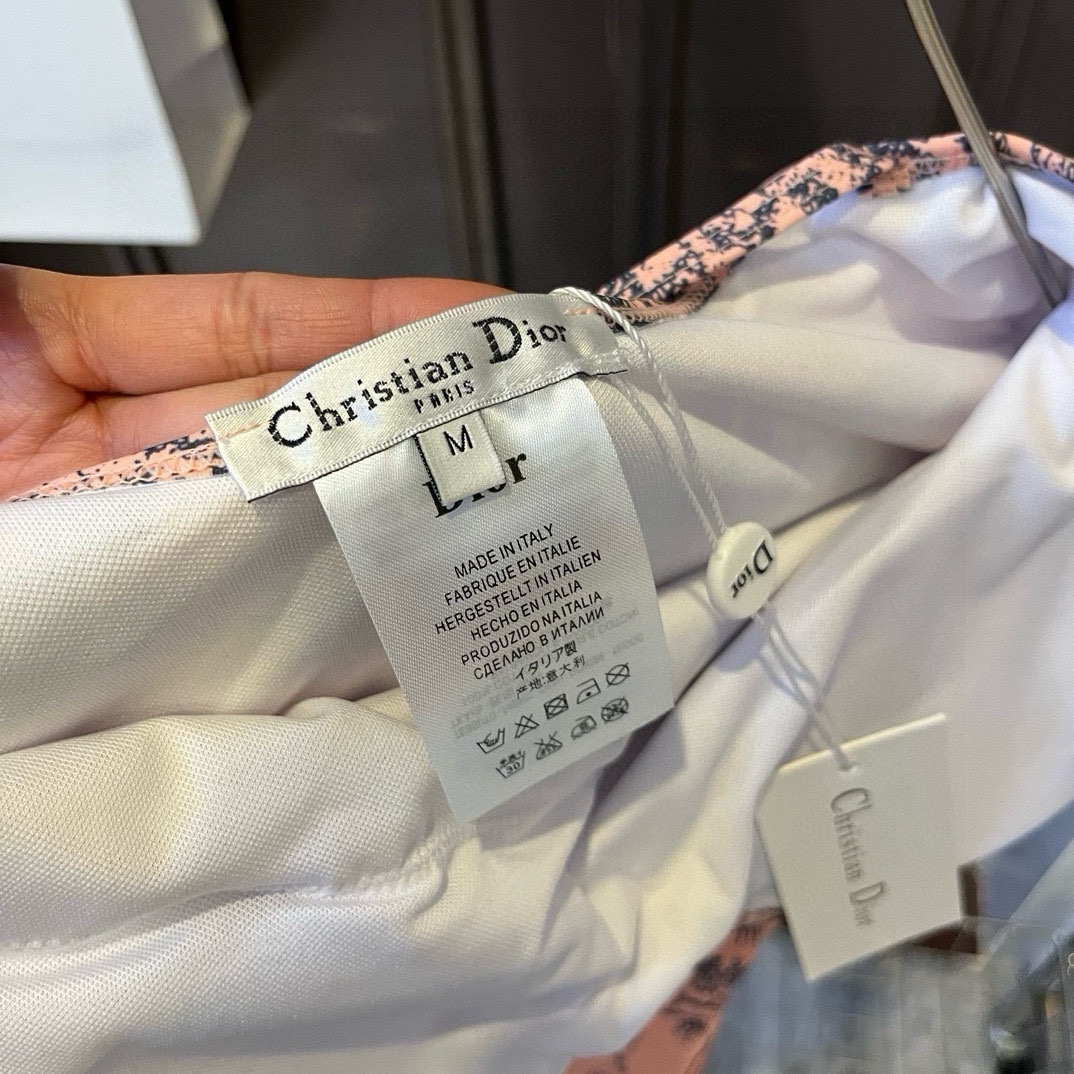 Christian Dior
PARIS
M
Dior
MADE IN ITALY
FABRIQUE EN ITALIE
HERGESTELLT IN ITALIEN
HECHO EN ITALIA
PRODUZIDO NA ITALIA
СДЕЛАНО В ИТАЛИИ
イタリア製
产地:意大利
30
Dior
Christian Dior